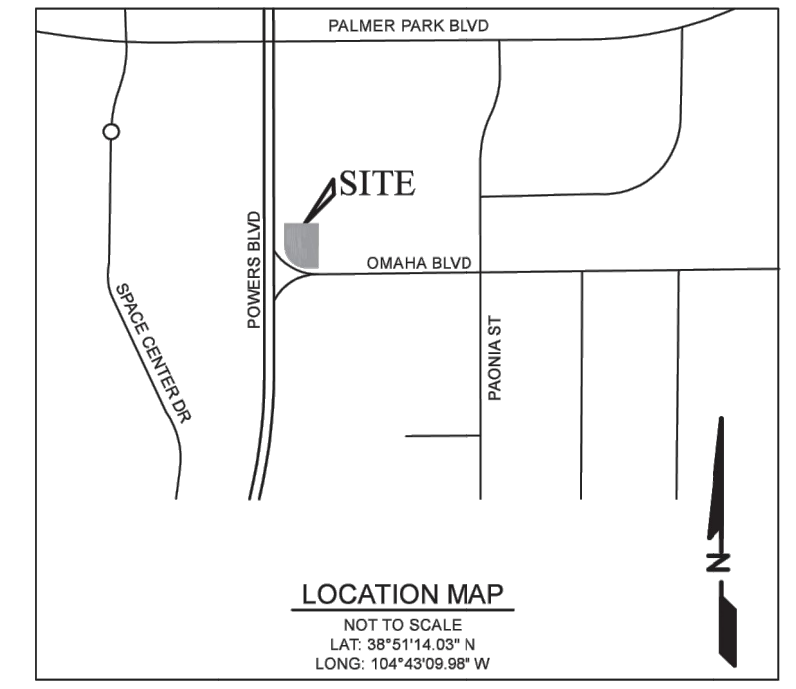 PALMER PARK BLVD
SITE
POWERS BLVD
OMAHA BLVD
SPACE CENTER DR
PAONIA ST
N
LOCATION MAP
NOT TO SCALE
LAT: 38°51'14.03" N
LONG: 104°43'09.98" W